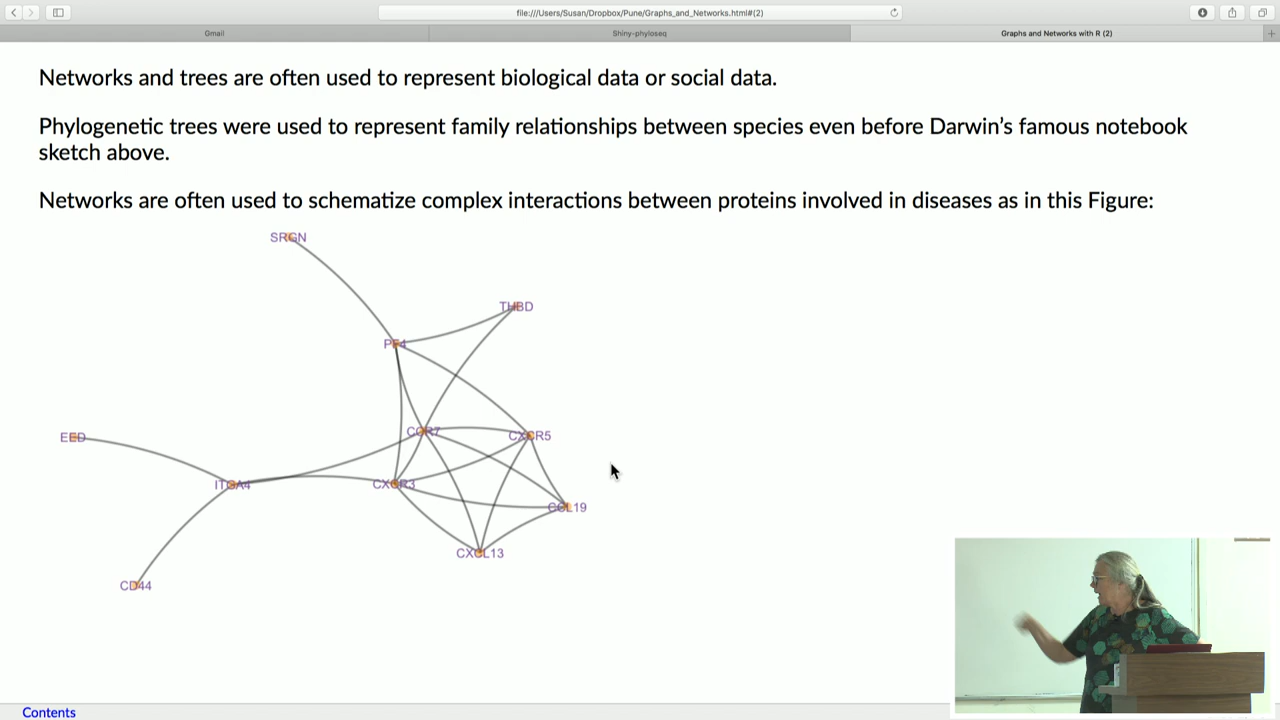 file:///Users/Susan/Dropbox/Pune/Graphs_and_Networks.html#(2)
Gmail
Shiny-phyloseq
Graphs and Networks with R (2)
Networks and trees are often used to represent biological data or social data.
Phylogenetic trees were used to represent family relationships between species even before Darwin’s famous notebook
sketch above.
Networks are often used to schematize complex interactions between proteins involved in diseases as in this Figure:
SRGN
THBD
PF4
CCR7
CXCR5
EED
ITGA4
CXCR3
CCL19
CXCL13
CD44
Contents